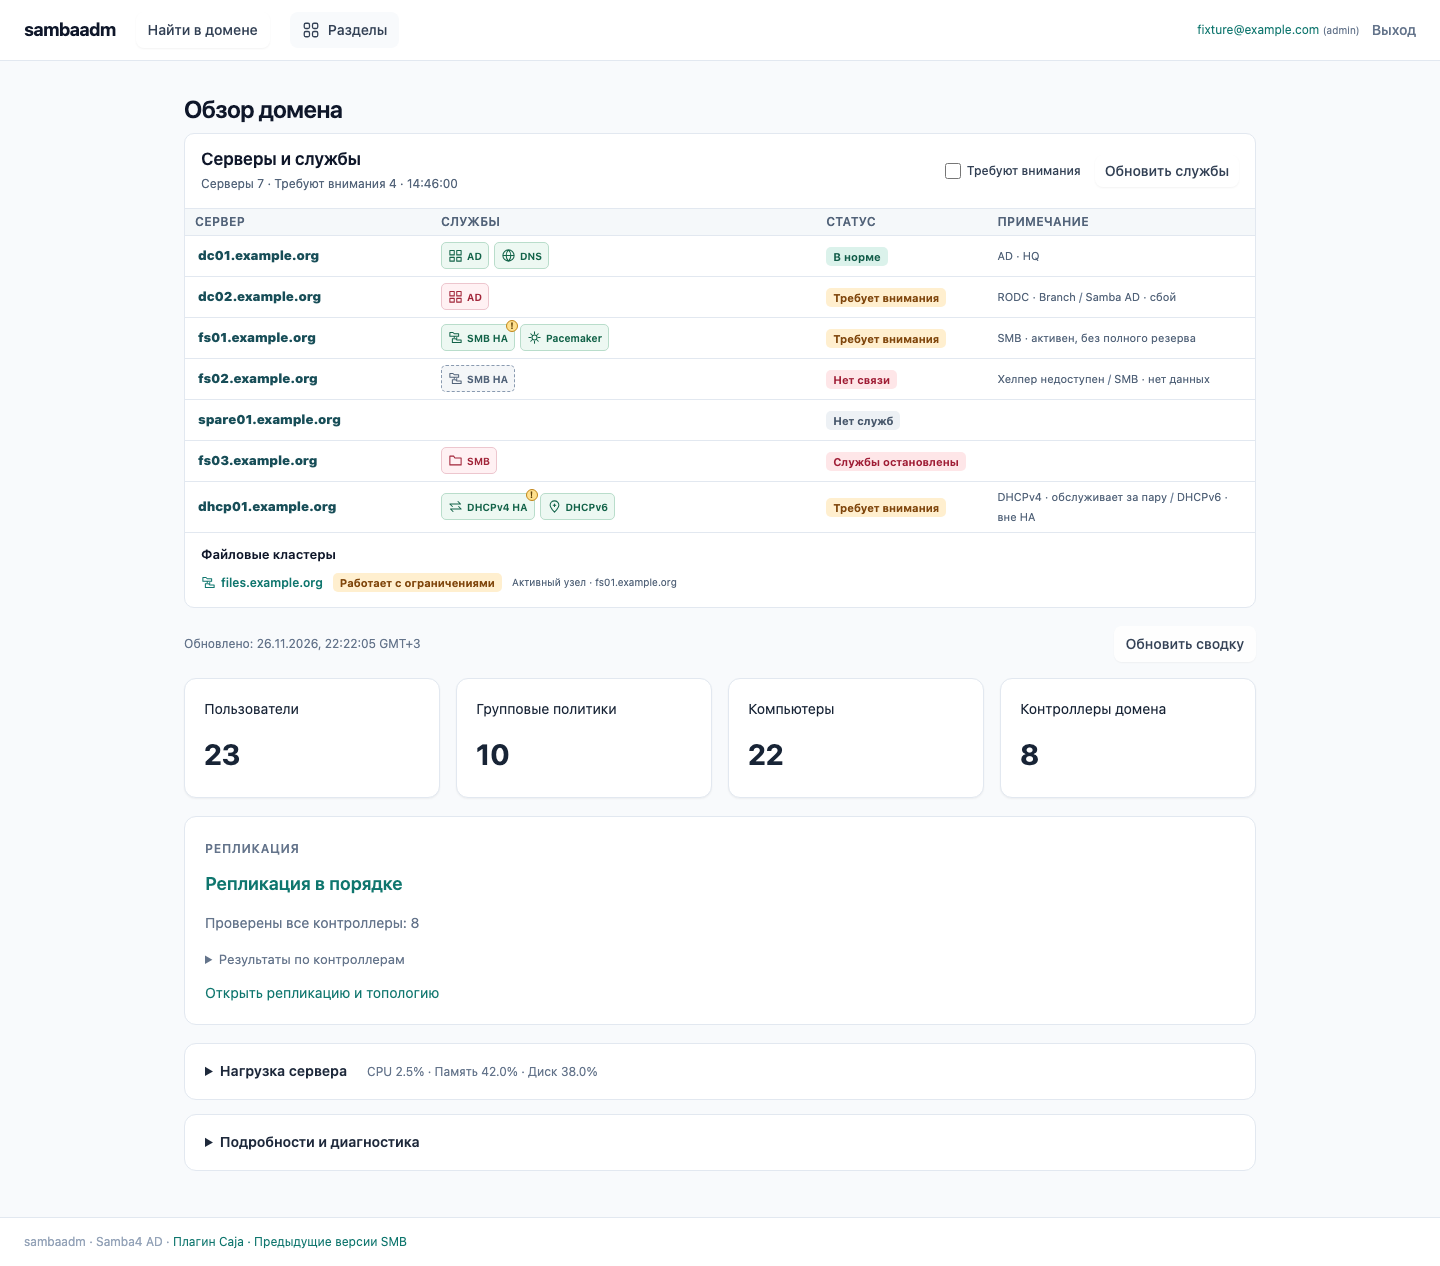 sambaadm
Найти в домене
Разделы
fixture@example.com (admin)
Выход
Обзор домена
Серверы и службы
Серверы 7 · Требуют внимания 4 · 14:46:00
Требуют внимания
Обновить службы
СЕРВЕР СЛУЖБЫ СТАТУС ПРИМЕЧАНИЕ
dc01.example.org AD DNS В норме AD · HQ
dc02.example.org AD Требует внимания RODC · Branch / Samba AD · сбой
fs01.example.org SMB HA ! Pacemaker Требует внимания SMB · активен, без полного резерва
fs02.example.org SMB HA Нет связи Хелпер недоступен / SMB · нет данных
spare01.example.org Нет служб
fs03.example.org SMB Службы остановлены
dhcp01.example.org DHCPv4 HA ! DHCPv6 Требует внимания DHCPv4 · обслуживает за пару / DHCPv6 ·
вне HA
Файловые кластеры
files.example.org Работает с ограничениями Активный узел · fs01.example.org
Обновлено: 26.11.2026, 22:22:05 GMT+3
Обновить сводку
Пользователи
23
Групповые политики
10
Компьютеры
22
Контроллеры домена
8
РЕПЛИКАЦИЯ
Репликация в порядке
Проверены все контроллеры: 8
Результаты по контроллерам
Открыть репликацию и топологию
Нагрузка сервера CPU 2.5% · Память 42.0% · Диск 38.0%
Подробности и диагностика
sambaadm · Samba4 AD · Плагин Caja · Предыдущие версии SMB